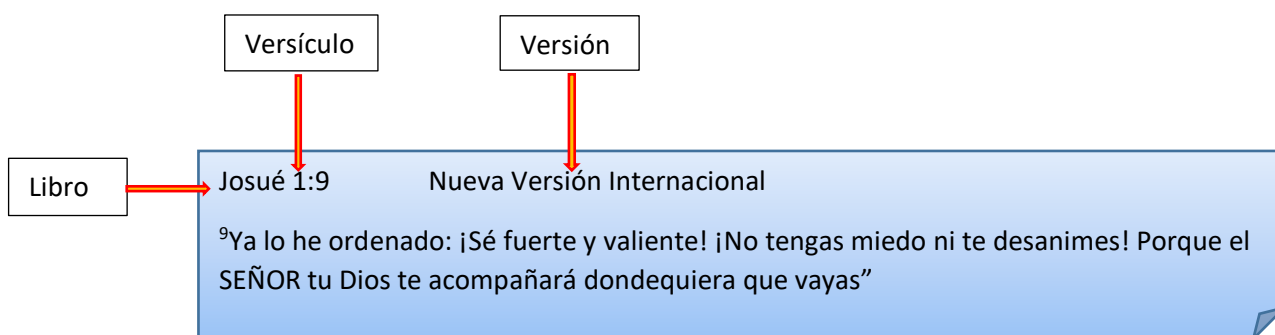 Versículo
Versión
Libro
Josué 1:9 Nueva Versión Internacional
⁹Ya lo he ordenado: ¡Sé fuerte y valiente! ¡No tengas miedo ni te desanimes! Porque el
SEÑOR tu Dios te acompañará dondequiera que vayas”